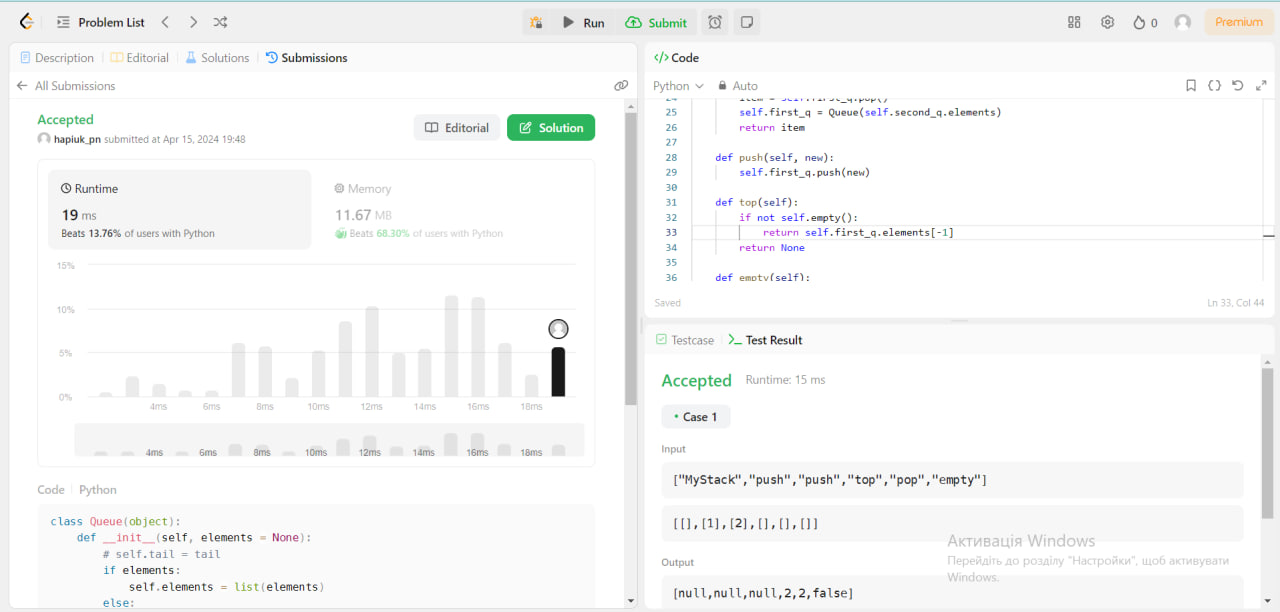 Problem List
Run
Submit
0
Premium
Description
Editorial
Solutions
Submissions
All Submissions
Accepted
hapiuk_pn submitted at Apr 15, 2024 19:48
Editorial
Solution
Runtime
19 ms
Beats 13.76% of users with Python
Memory
11.67 MB
Beats 68.30% of users with Python
15%
10%
5%
0%
4ms 6ms 8ms 10ms 12ms 14ms 16ms 18ms
4ms 6ms 8ms 10ms 12ms 14ms 16ms 18ms
Code | Python
class Queue(object):
def __init__(self, elements = None):
# self.tail = tail
if elements:
self.elements = list(elements)
else:
Code
Python
Auto
24 item = self.first_q.pop()
25 self.first_q = Queue(self.second_q.elements)
26 return item
27
28 def push(self, new):
29 self.first_q.push(new)
30
31 def top(self):
32 if not self.empty():
33 return self.first_q.elements[-1]
34 return None
35
36 def empty(self):
Saved
Ln 33, Col 44
Testcase
Test Result
Accepted
Runtime: 15 ms
• Case 1
Input
["MyStack","push","push","top","pop","empty"]
[[],[1],[2],[],[],[]]
Output
[null,null,null,2,2,false]
Активація Windows
Перейдіть до розділу "Настройки", щоб активувати
Windows.